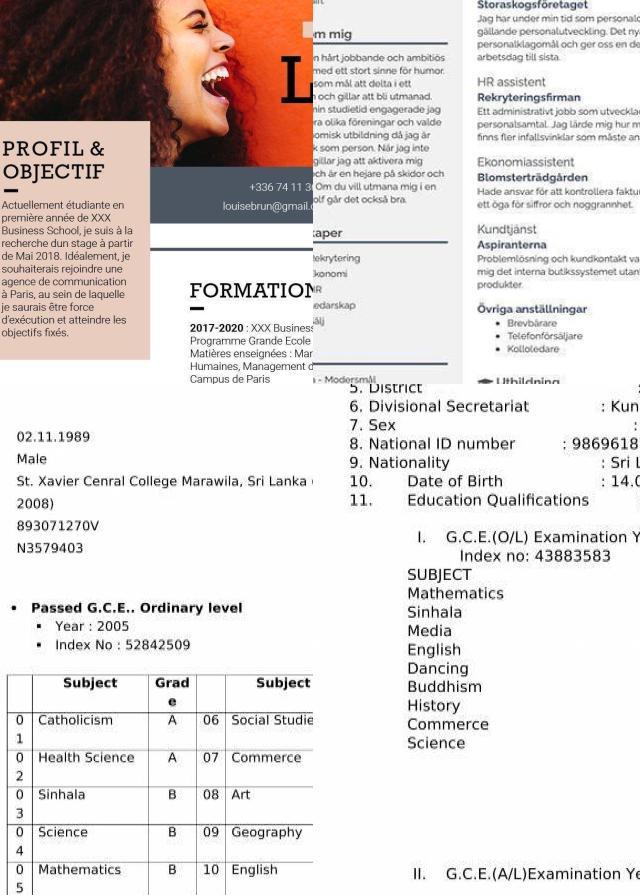 L
PROFIL &
OBJECTIF
Actuellement étudiante en
première année de XXX
Business School, je suis à la
recherche dun stage à partir
de Mai 2018. Idéalement, je
souhaiterais rejoindre une
agence de communication
à Paris, au sein de laquelle
je saurais être force
d'exécution et atteindre les
objectifs fixés.
+336 74 11 3
louisebrun@gmail.
FORMATION
2017-2020 : XXX Business
Programme Grande Ecole
Matières enseignées : Mar
Humaines, Management d
Campus de Paris
om mig
n hårt jobbande och ambitiös
med ett stort sinne för humor.
som mål att delta i ett
n och gillar att bli utmanad.
min studietid engagerade jag
ra olika föreningar och valde
omisk utbildning då jag är
k som person. När jag inte
gillar jag att aktivera mig
och är en hejare på skidor och
Om du vill utmana mig i en
olf går det också bra.
kaper
Rekrytering
konomi
HR
edarskap
sälj
a - Modersmål
Storaskogsföretaget
Jag har under min tid som personalc
gällande personalutveckling. Det nya
personalklagomål och ger oss en de
arbetsdag till sista.
HR assistent
Rekryteringsfirman
Ett administrativt jobb som utvecklad
personalsamtal. Jag lärde mig hur m
finns fler infallsvinklar som måste an
Ekonomiassistent
Blomsterträdgården
Hade ansvar för att kontrollera faktur
ett öga för siffror och noggrannhet.
Kundtjänst
Aspiranterna
Problemlösning och kundkontakt va
mig det interna butikssystemet utan
produkter.
Övriga anställningar
• Brevbärare
• Telefonförsäljare
• Kolloledare
Utbildning
02.11.1989
Male
St. Xavier Cenral College Marawila, Sri Lanka (
2008)
893071270V
N3579403
• Passed G.C.E.. Ordinary level
▪ Year : 2005
▪ Index No : 52842509
Subject Grade Subject
01 Catholicism A 06 Social Studie
02 Health Science A 07 Commerce
03 Sinhala B 08 Art
04 Science B 09 Geography
05 Mathematics B 10 English
5. District :
6. Divisional Secretariat : Kun
7. Sex :
8. National ID number : 9869618
9. Nationality : Sri L
10. Date of Birth : 14.0
11. Education Qualifications
I. G.C.E.(O/L) Examination Y
Index no: 43883583
SUBJECT
Mathematics
Sinhala
Media
English
Dancing
Buddhism
History
Commerce
Science
II. G.C.E.(A/L)Examination Ye